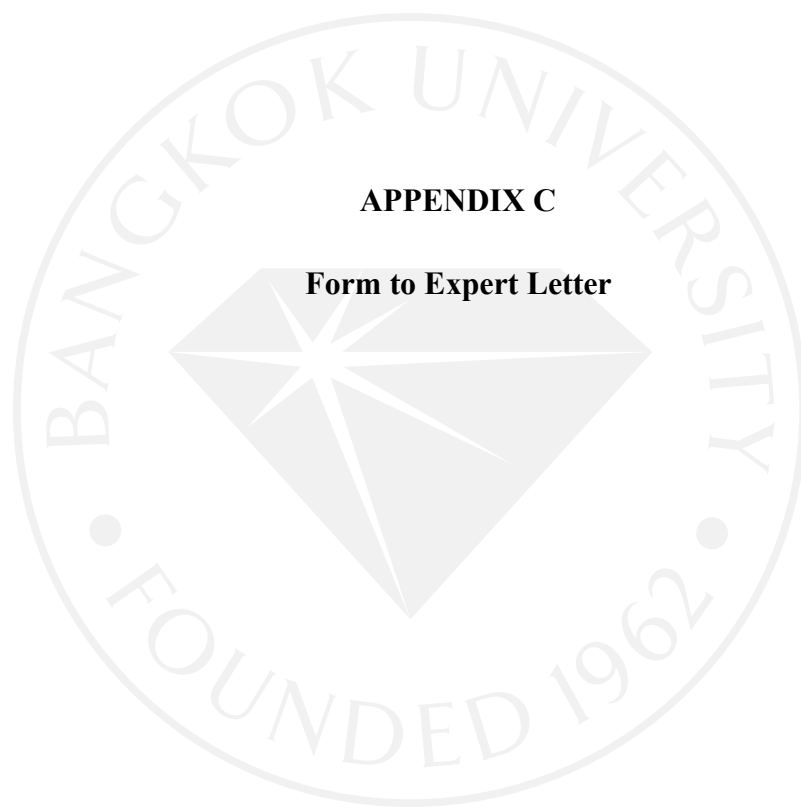 BANGKOK UNIVERSITY
APPENDIX C
Form to Expert Letter
• FOUNDED 1962 •